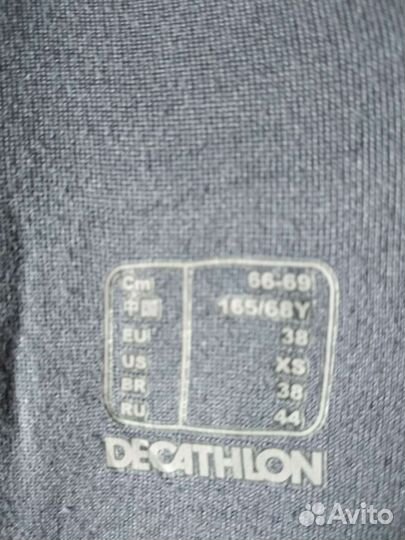 Cm 66-69
中国 165/68Y
EU 38
US XS
BR 38
RU 44
DECATHLON
Avito